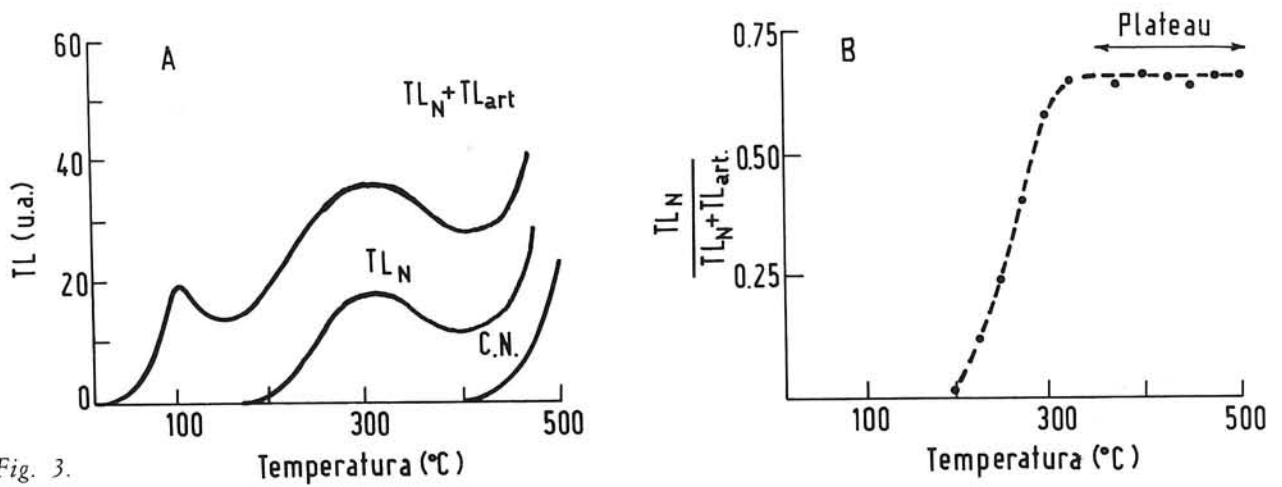 A
TL (u.a.)
60
40
20
0
TL_N + TL_art
TL_N
C.N.
100
300
500
Temperatura (°C)
Fig. 3.
B
Plateau
TL_N
TL_N + TL_art.
0.75
0.50
0.25
100
300
500
Temperatura (°C)